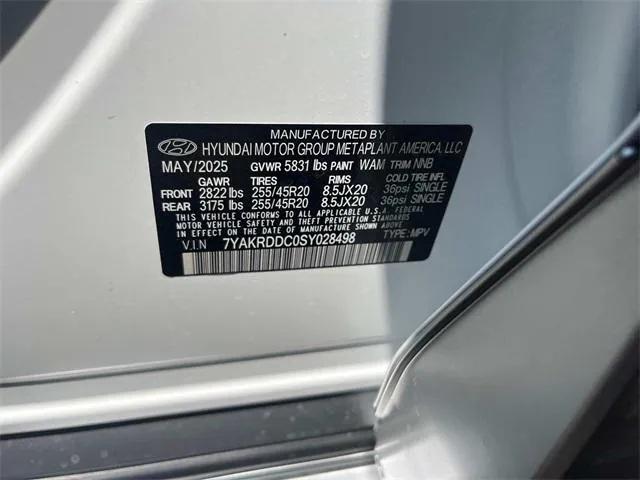 MANUFACTURED BY
HYUNDAI MOTOR GROUP METAPLANT AMERICA, LLC
MAY/2025 GVWR 5831 lbs PAINT WAM TRIM NNB
GAWR TIRES RIMS COLD TIRE INFL.
FRONT 2822 lbs 255/45R20 8.5JX20 36psi SINGLE
REAR 3175 lbs 255/45R20 8.5JX20 36psi SINGLE
THIS VEHICLE CONFORMS TO ALL APPLICABLE U.S.A. FEDERAL
MOTOR VEHICLE SAFETY AND THEFT PREVENTION STANDARDS
IN EFFECT ON THE DATE OF MANUFACTURE SHOWN ABOVE.
V.I.N 7YAKRDDC0SY028498 TYPE: MPV